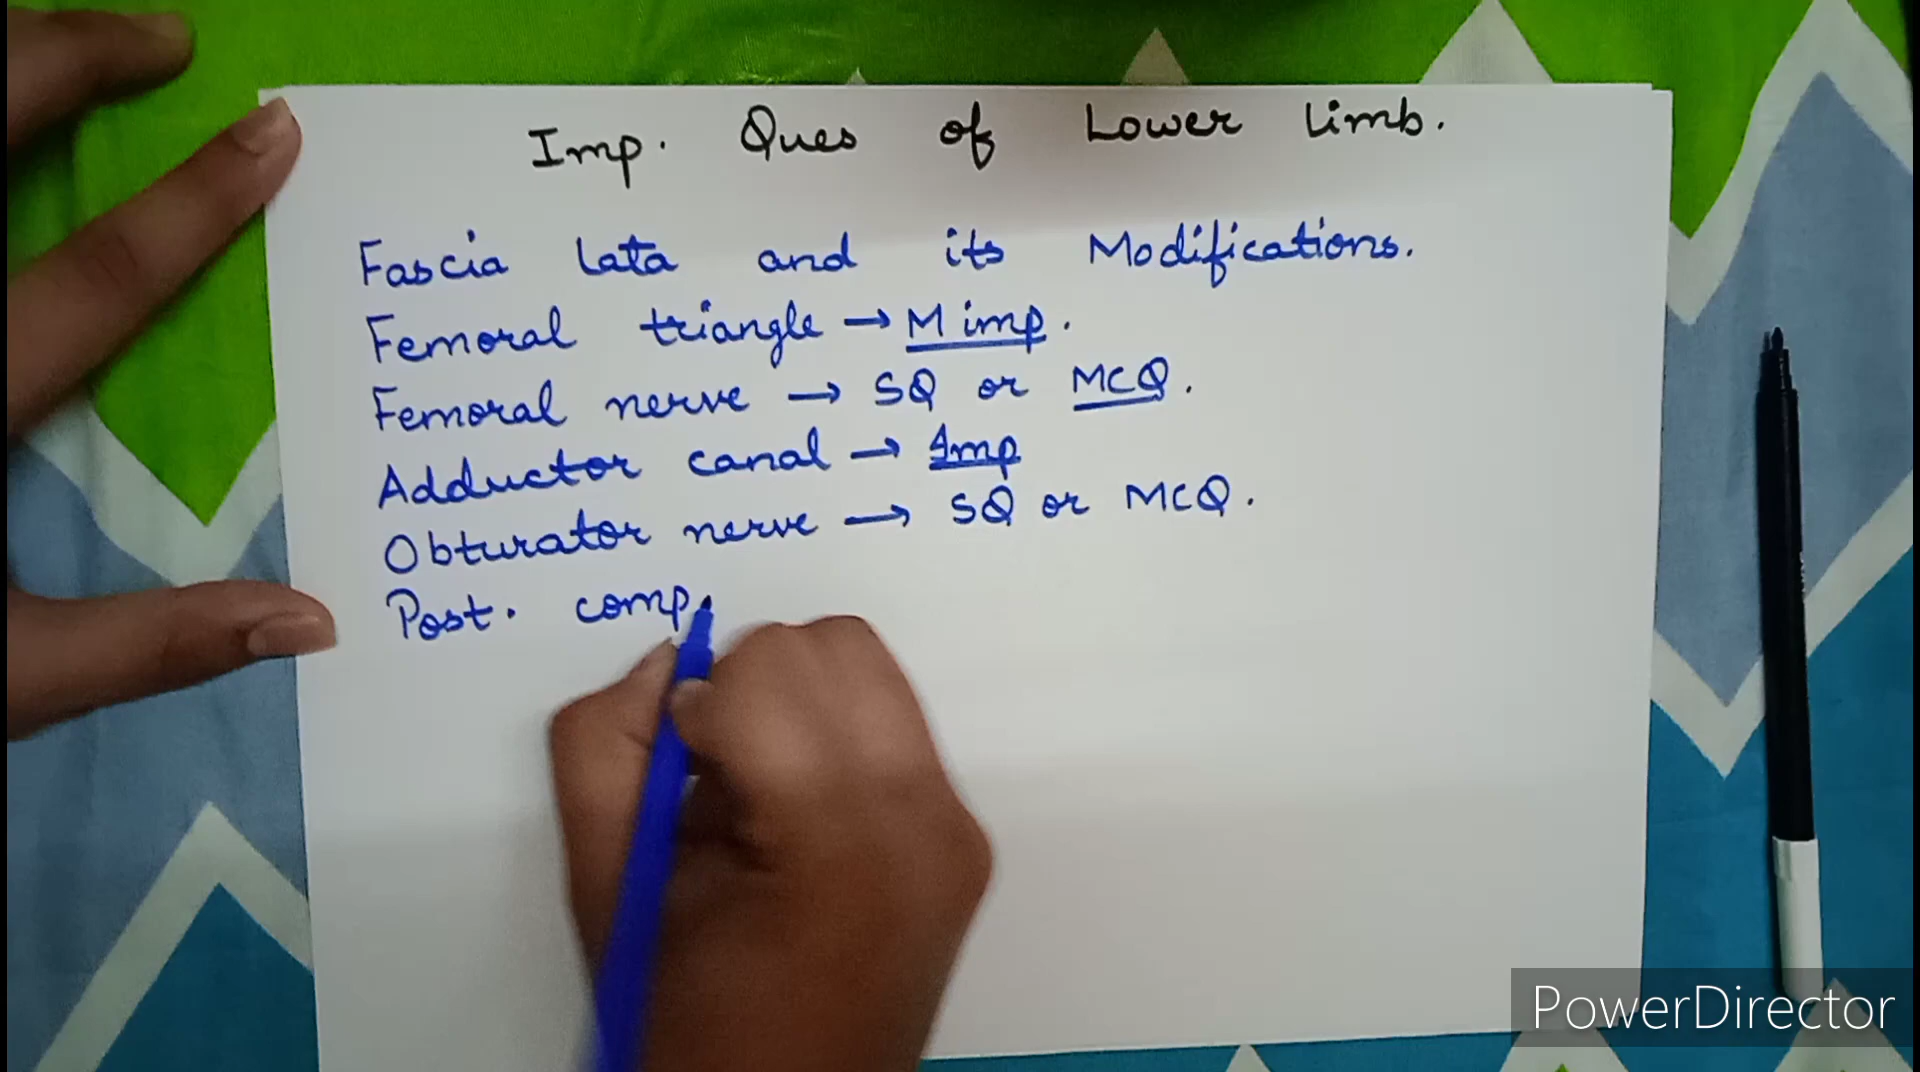 Imp. Ques of Lower limb.
Fascia lata and its Modifications.
Femoral triangle → M imp.
Femoral nerve → SQ or MCQ.
Adductor canal → Imp
Obturator nerve → SQ or MCQ.
Post. comp
PowerDirector